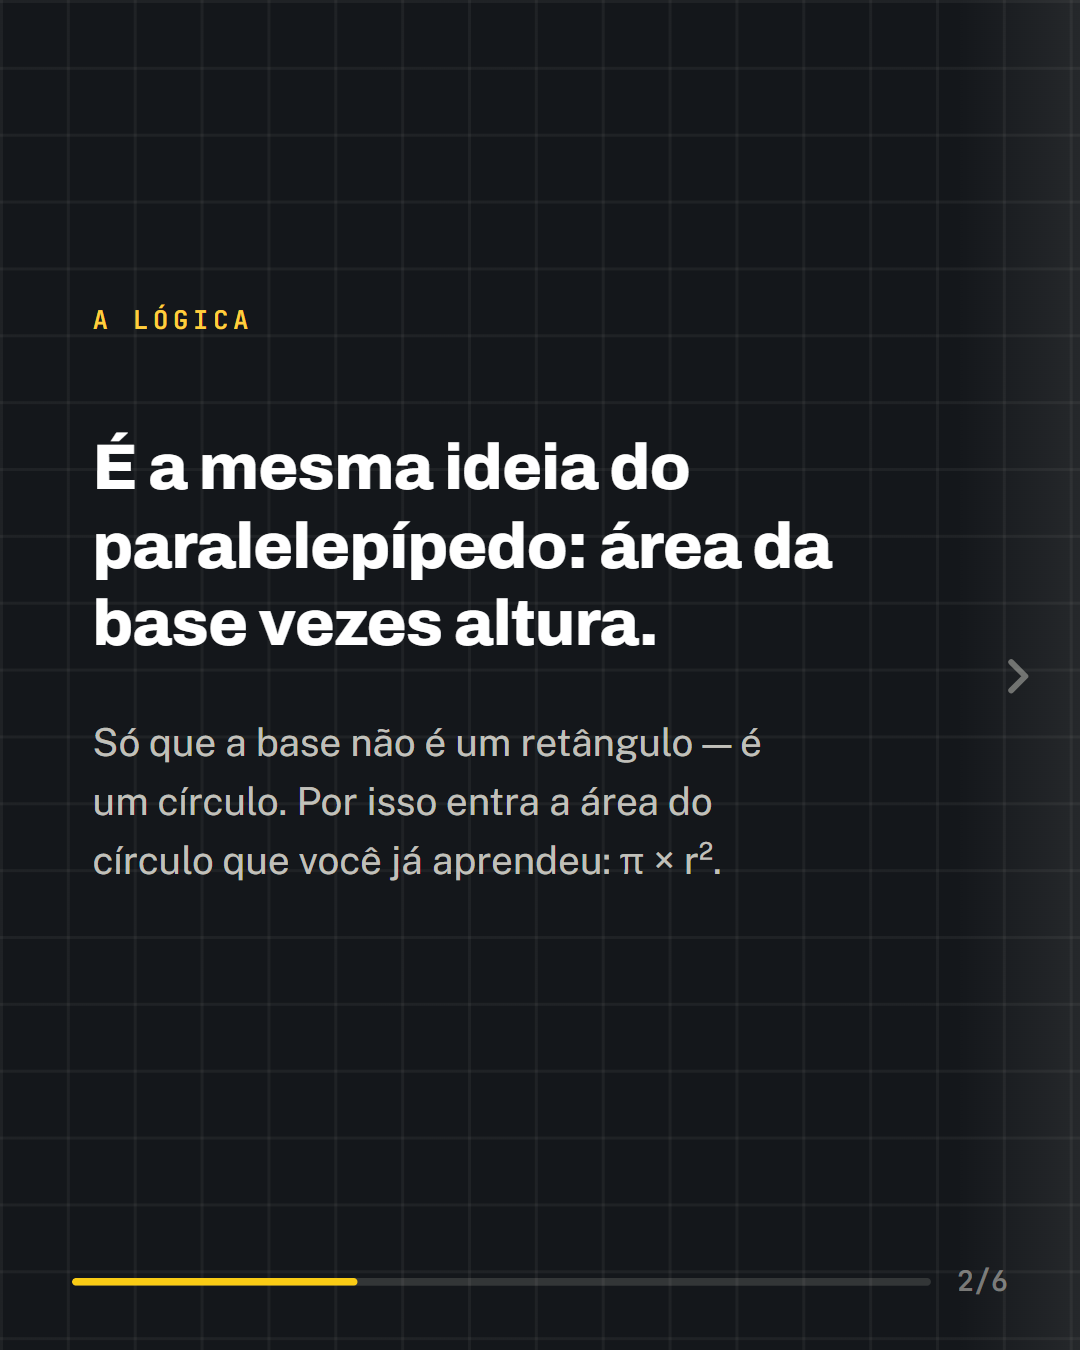 A LÓGICA
É a mesma ideia do
paralelepípedo: área da
base vezes altura.
Só que a base não é um retângulo — é
um círculo. Por isso entra a área do
círculo que você já aprendeu: π × r².
2/6